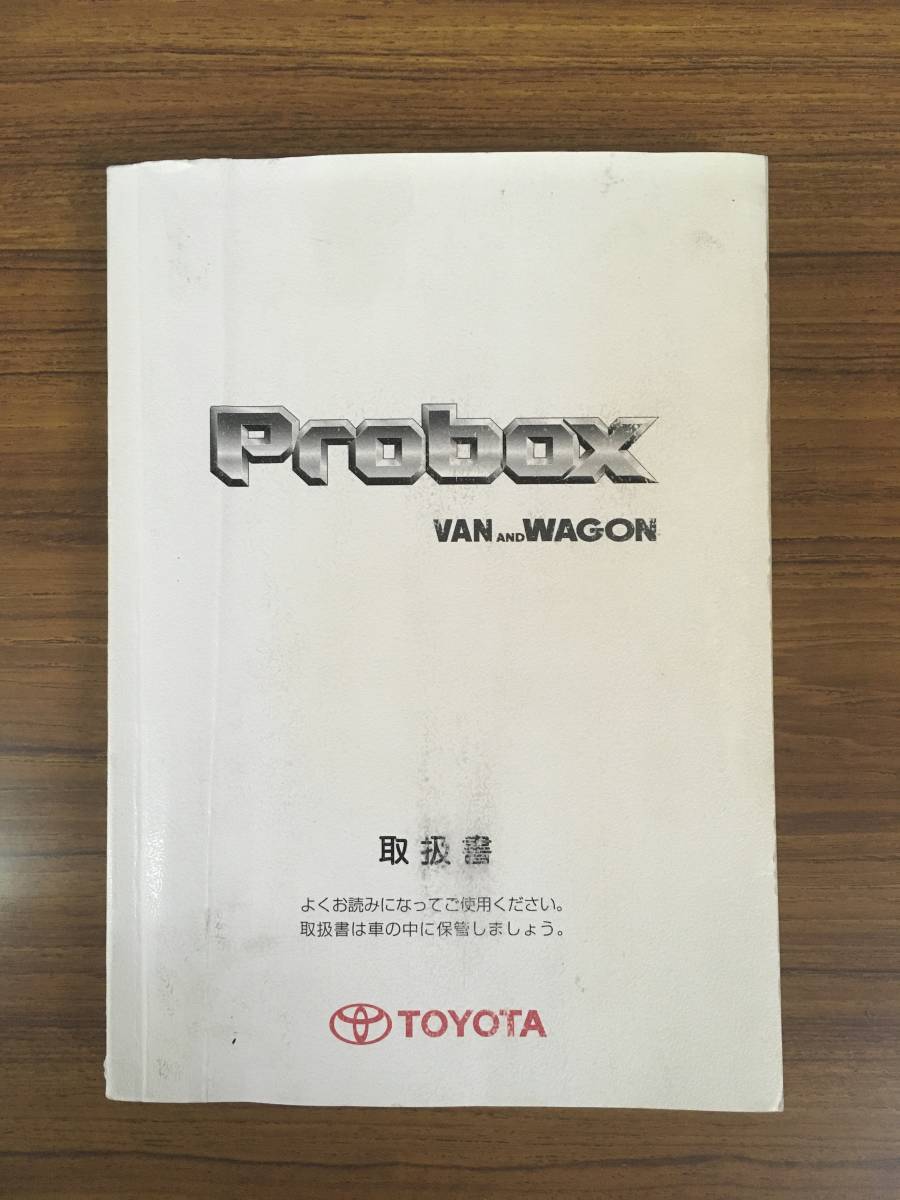 Probox
VAN AND WAGON
取扱書
よくお読みになってご使用ください。
取扱書は車の中に保管しましょう。
TOYOTA